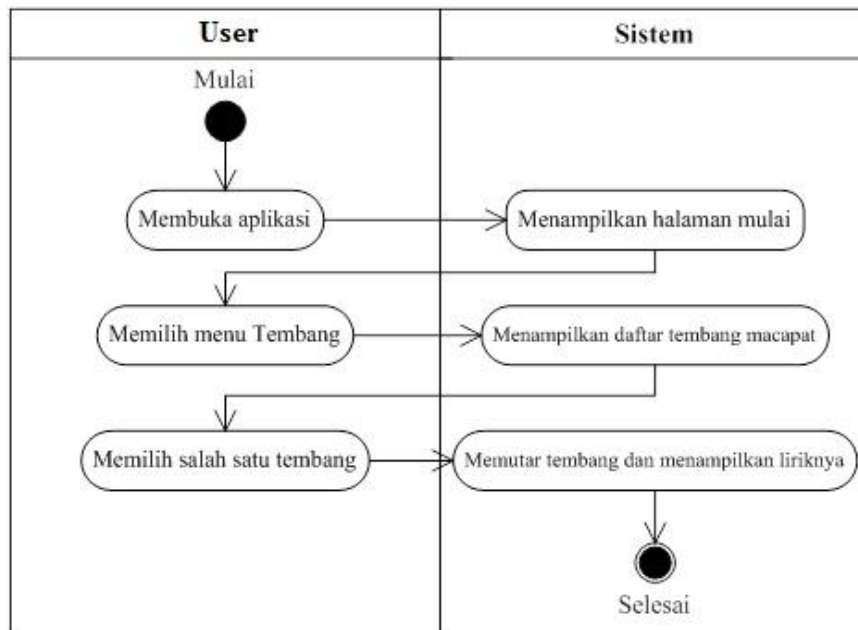 User
Sistem
Mulai
Membuka aplikasi
Menampilkan halaman mulai
Memilih menu Tembang
Menampilkan daftar tembang macapat
Memilih salah satu tembang
Memutar tembang dan menampilkan liriknya
Selesai